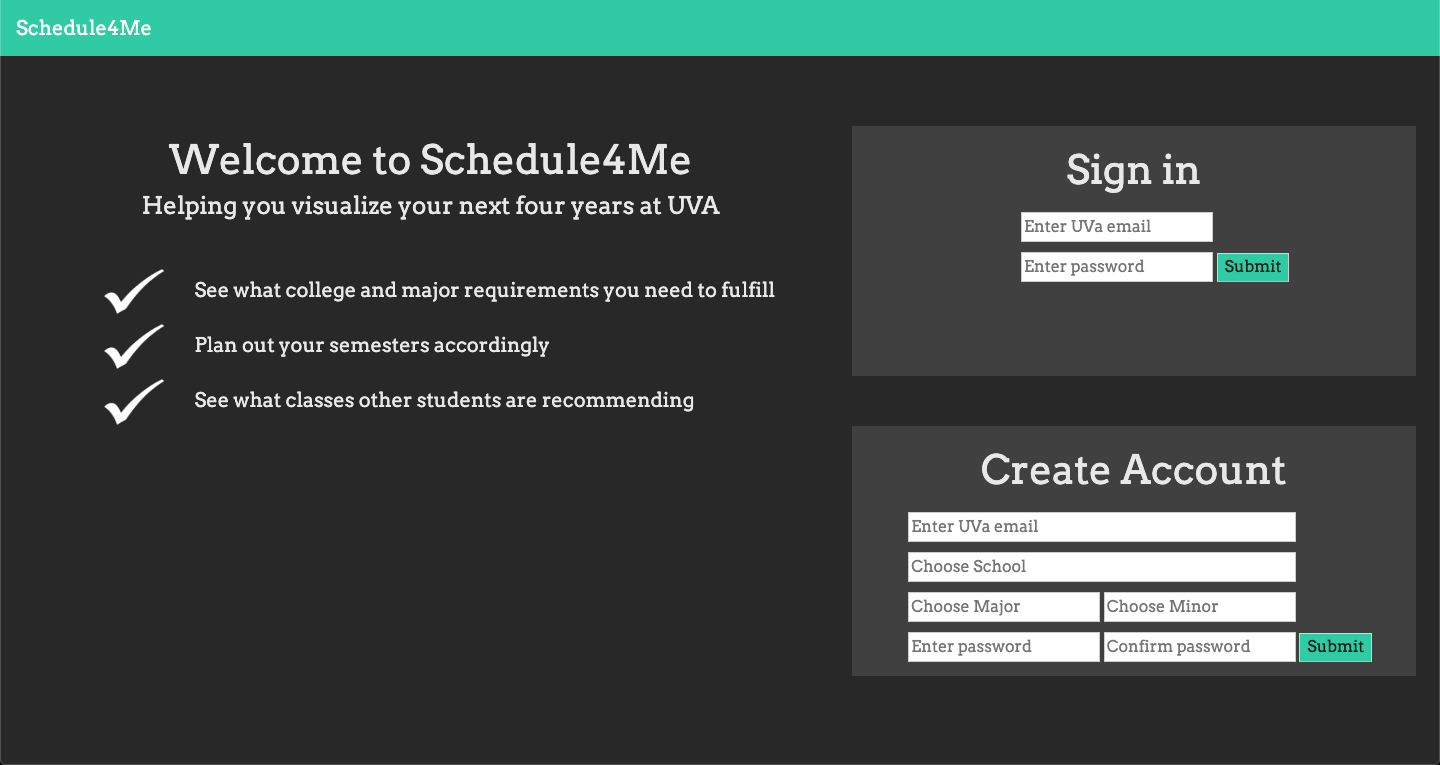 Schedule4Me
Welcome to Schedule4Me
Helping you visualize your next four years at UVA
See what college and major requirements you need to fulfill
Plan out your semesters accordingly
See what classes other students are recommending
Sign in
Enter UVa email
Enter password Submit
Create Account
Enter UVa email
Choose School
Choose Major Choose Minor
Enter password Confirm password Submit